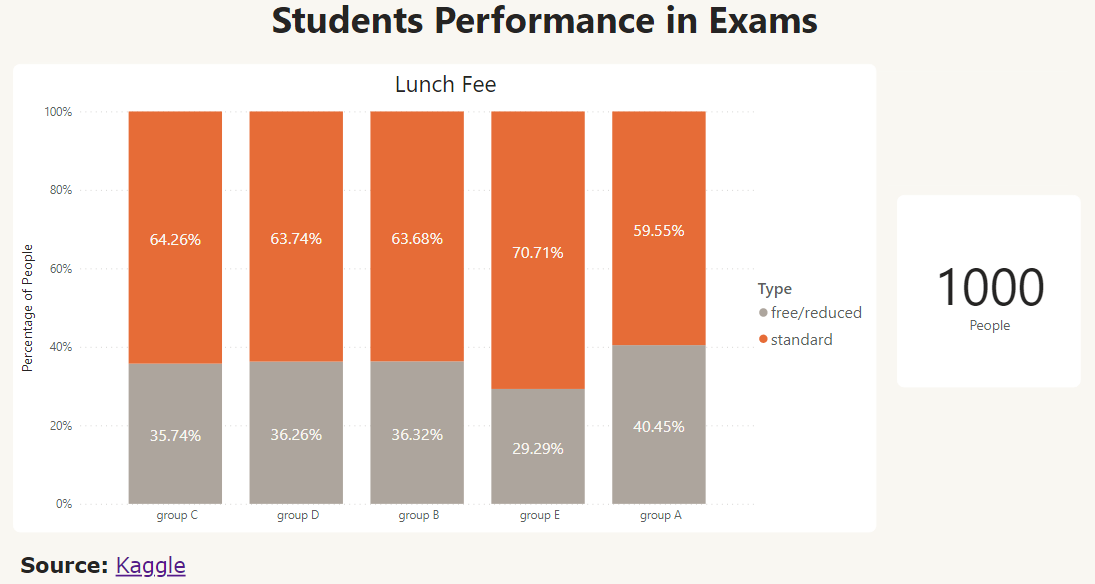 Students Performance in Exams
Lunch Fee
Percentage of People
100%
80%
60%
40%
20%
0%
64.26%
63.74%
63.68%
70.71%
59.55%
35.74%
36.26%
36.32%
29.29%
40.45%
group C
group D
group B
group E
group A
Type
free/reduced
standard
1000
People
Source: Kaggle